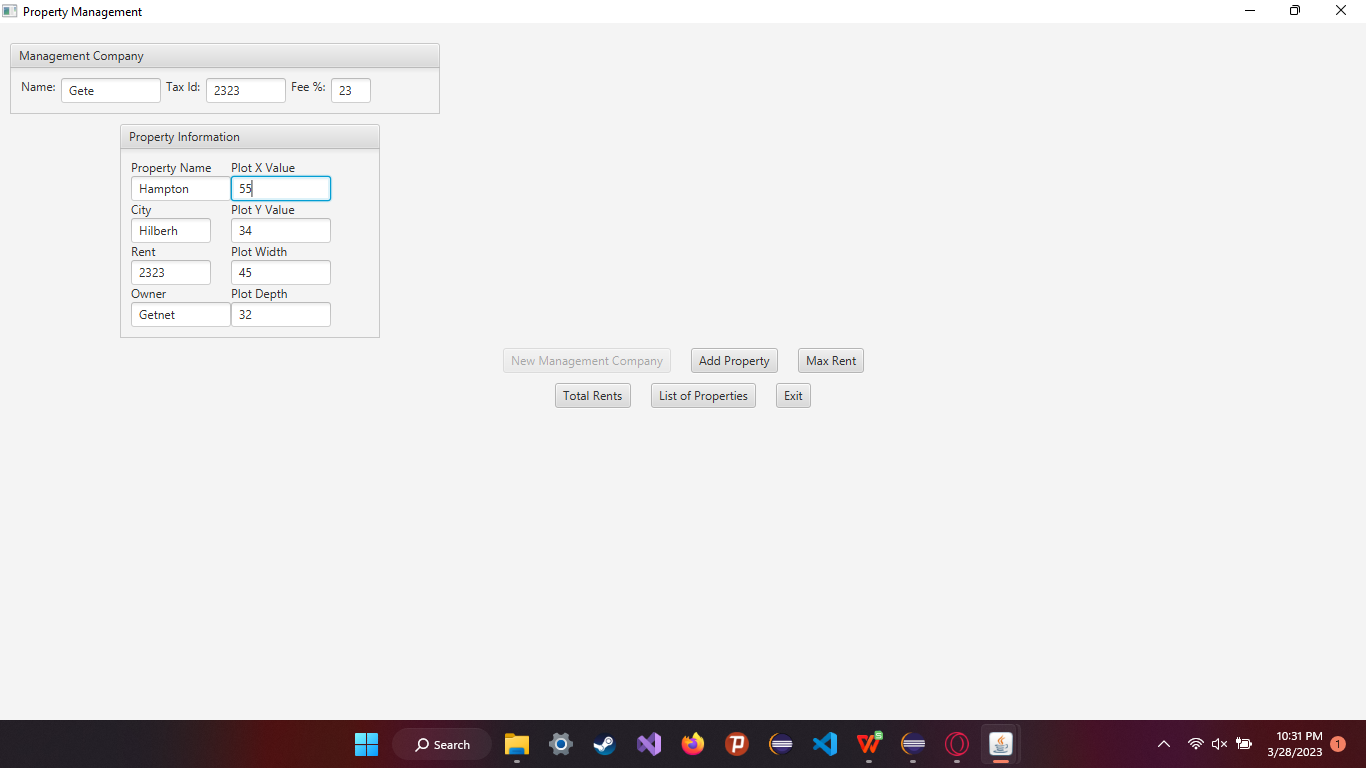 Property Management
Management Company
Name: Gete Tax Id: 2323 Fee %: 23
Property Information
Property Name Plot X Value
Hampton 55
City Plot Y Value
Hilberh 34
Rent Plot Width
2323 45
Owner Plot Depth
Getnet 32
New Management Company Add Property Max Rent
Total Rents List of Properties Exit
Search
10:31 PM
3/28/2023 1